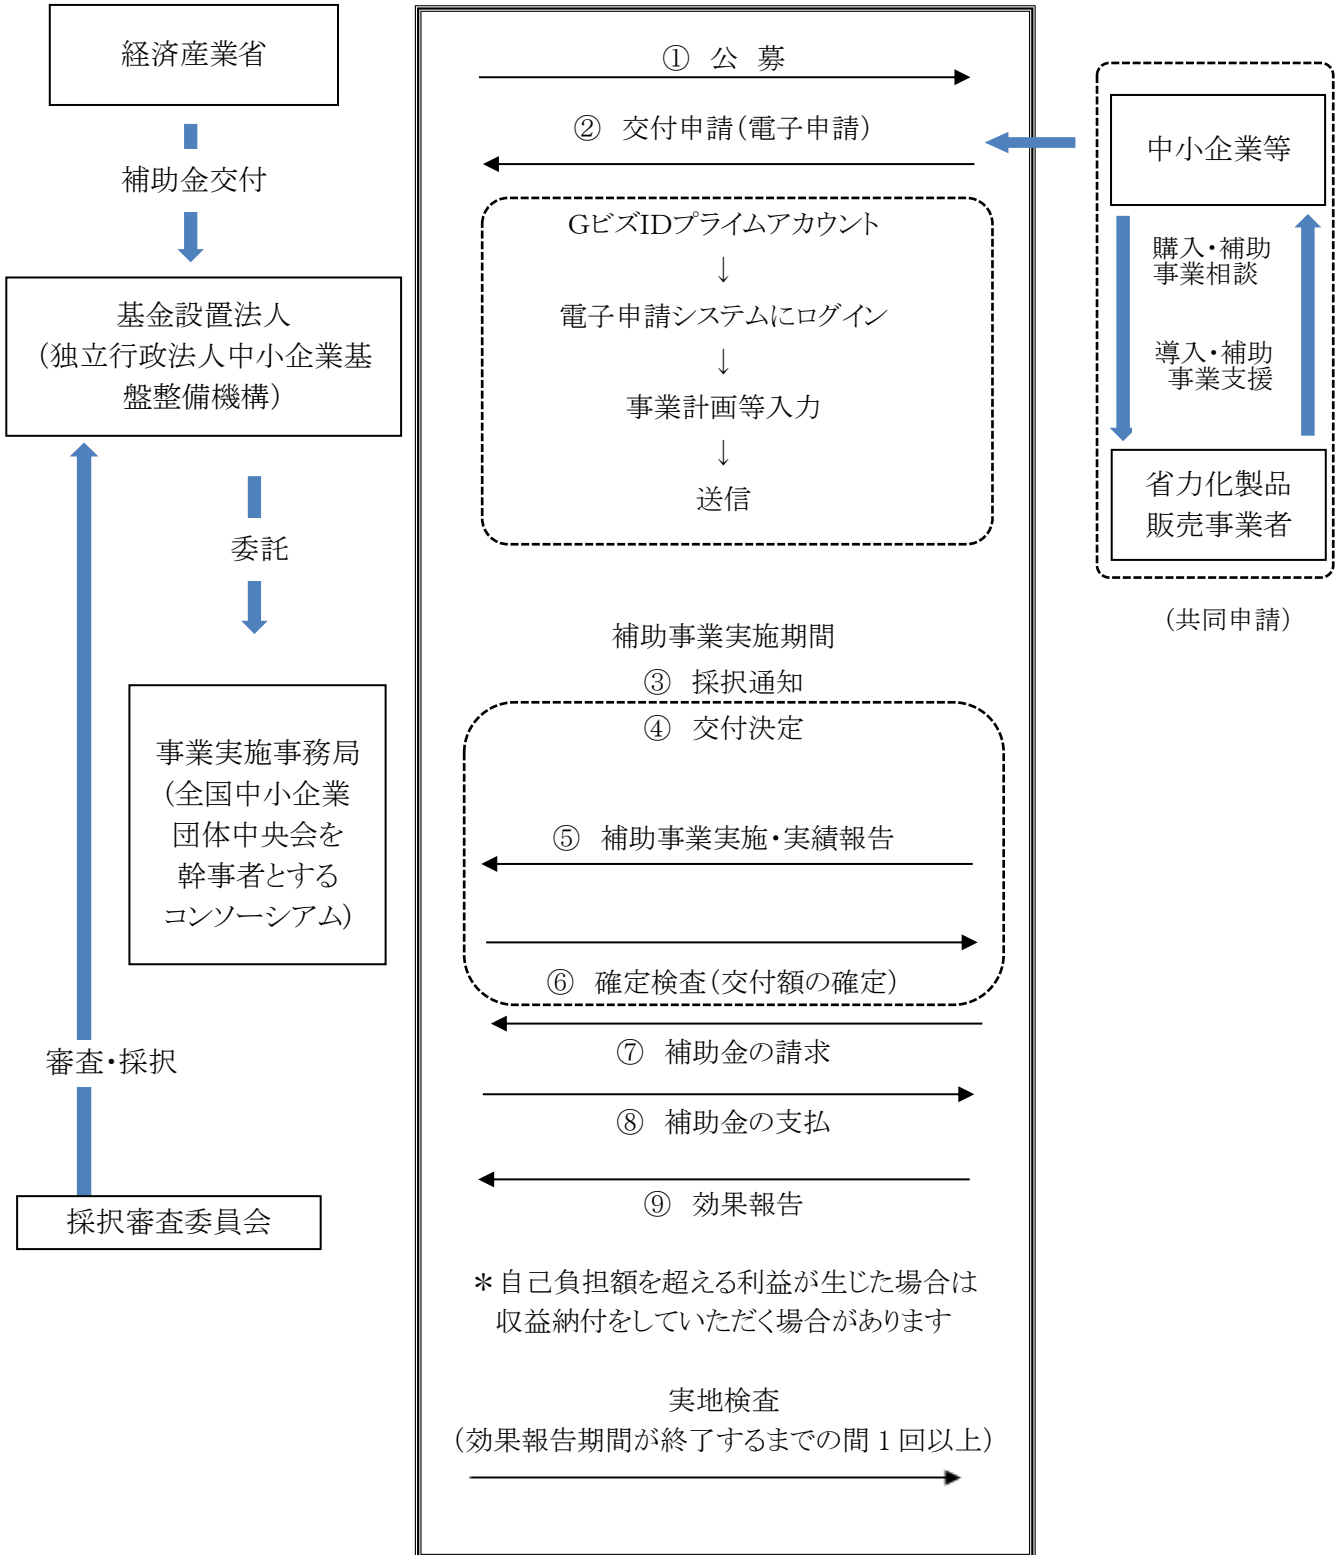 経済産業省
補助金交付
基金設置法人
(独立行政法人中小企業基
盤整備機構)
委託
事業実施事務局
(全国中小企業
団体中央会を
幹事者とする
コンソーシアム)
審査・採択
採択審査委員会
① 公 募
② 交付申請(電子申請)
GビズIDプライムアカウント
↓
電子申請システムにログイン
↓
事業計画等入力
↓
送信
補助事業実施期間
③ 採択通知
④ 交付決定
⑤ 補助事業実施・実績報告
⑥ 確定検査(交付額の確定)
⑦ 補助金の請求
⑧ 補助金の支払
⑨ 効果報告
＊自己負担額を超える利益が生じた場合は
収益納付をしていただく場合があります
実地検査
(効果報告期間が終了するまでの間 1 回以上)
中小企業等
購入・補助
事業相談
導入・補助
事業支援
省力化製品
販売事業者
(共同申請)